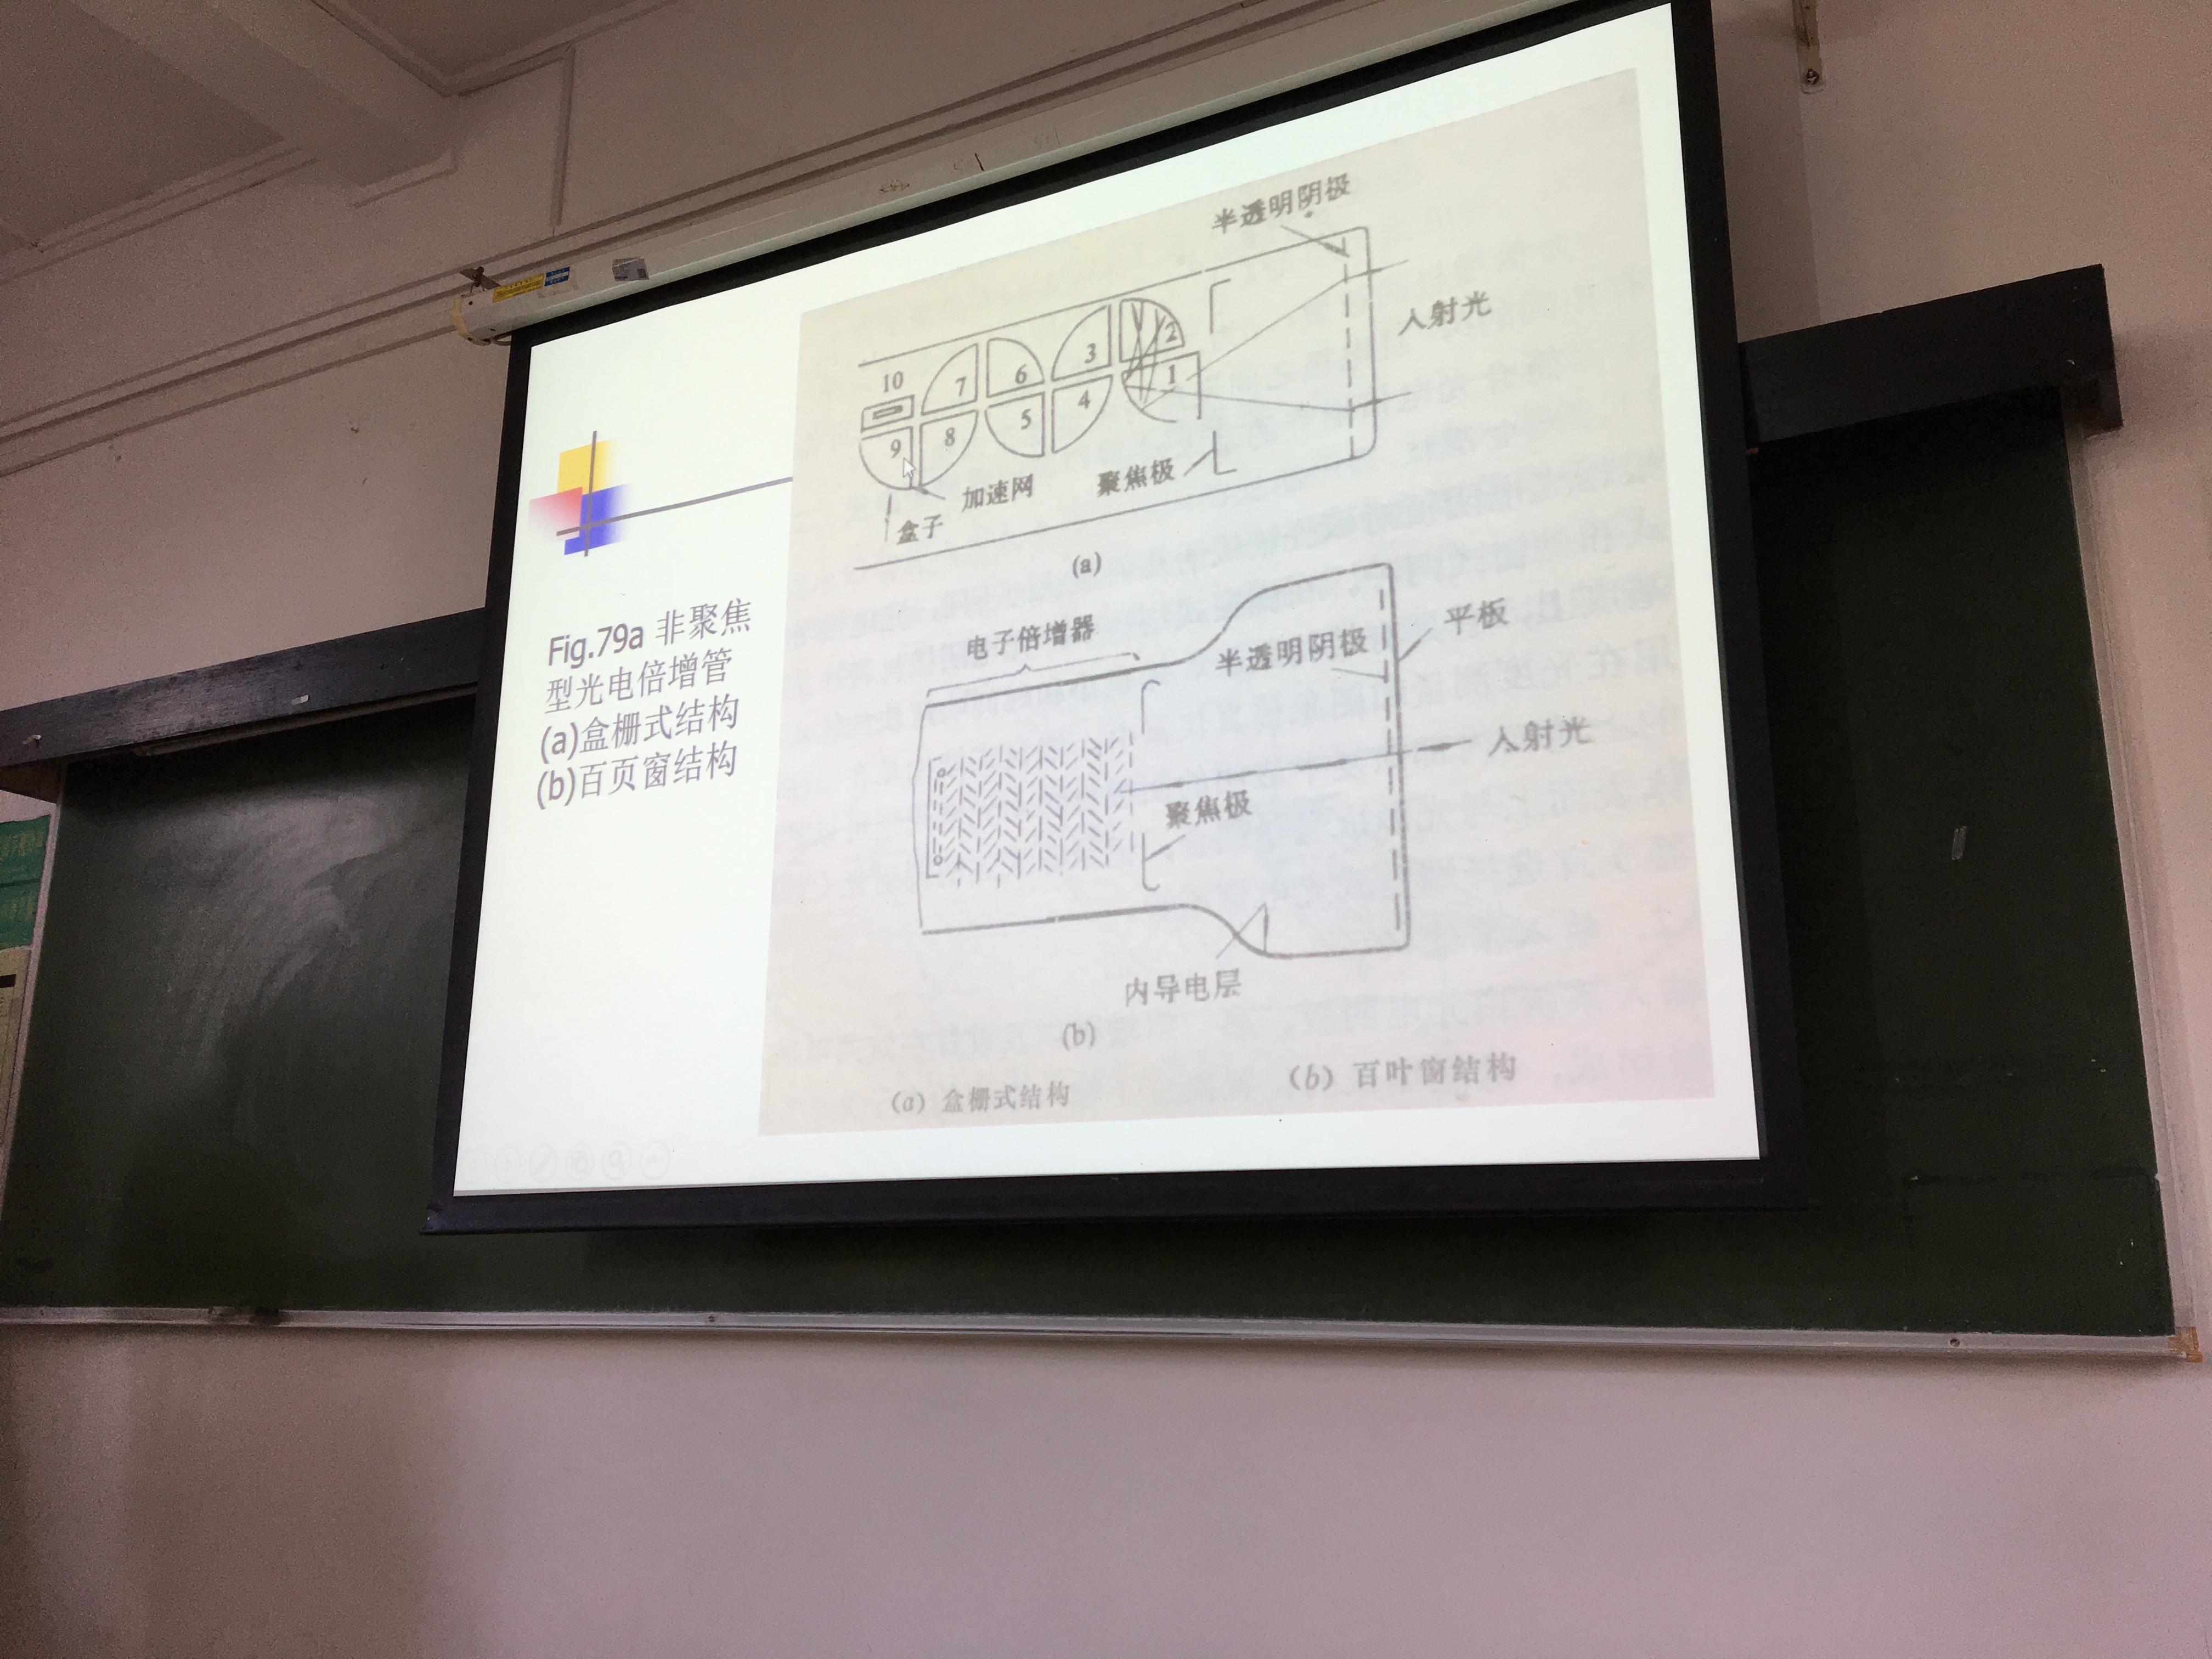 Fig.79a 非聚焦
型光电倍增管
(a)盒栅式结构
(b)百页窗结构
半透明阴极
入射光
10
7
6
3
2
1
9
8
5
4
加速网
聚焦极
盒子
(a)
电子倍增器
半透明阴极
平板
入射光
聚焦极
内导电层
(b)
(a) 盒栅式结构
(b) 百叶窗结构